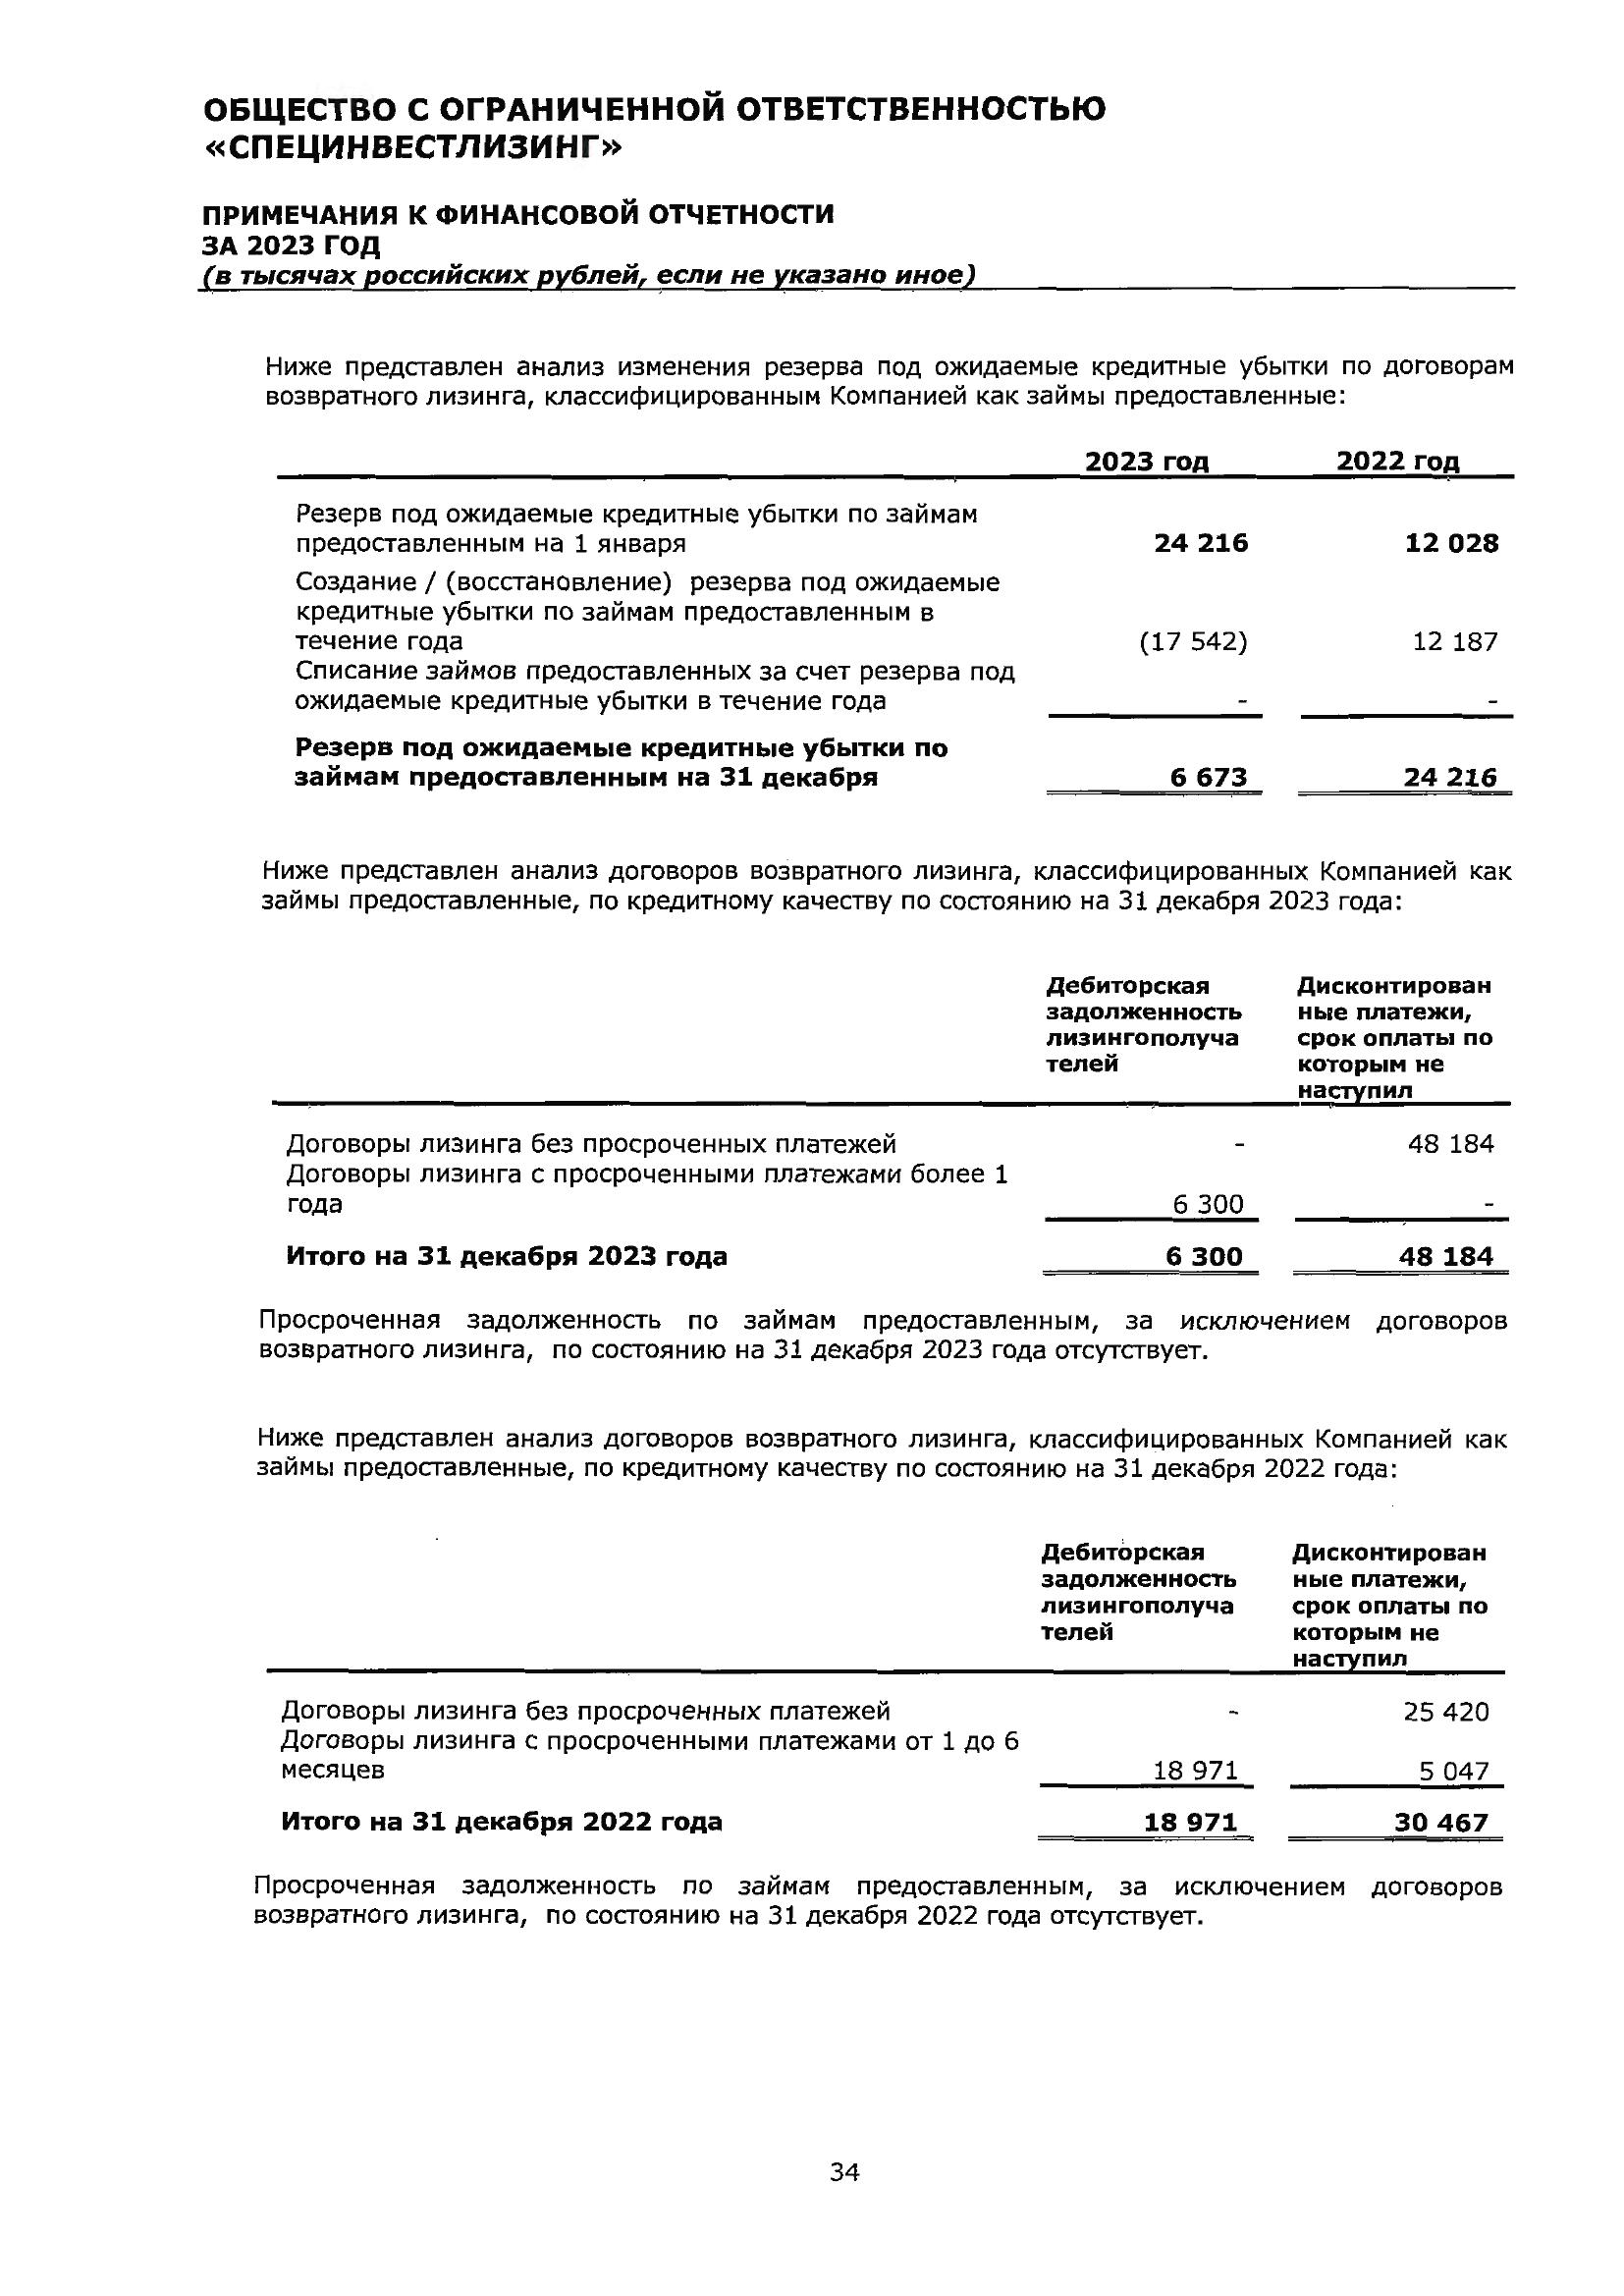 ОБЩЕСТВО С ОГРАНИЧЕННОЙ ОТВЕТСТВЕННОСТЬЮ
«СПЕЦИНВЕСТЛИЗИНГ»
ПРИМЕЧАНИЯ К ФИНАНСОВОЙ ОТЧЕТНОСТИ
ЗА 2023 ГОД
(в тысячах российских рублей, если не указано иное)
Ниже представлен анализ изменения резерва под ожидаемые кредитные убытки по договорам
возвратного лизинга, классифицированным Компанией как займы предоставленные:
2023 год 2022 год
Резерв под ожидаемые кредитные убытки по займам
предоставленным на 1 января 24 216 12 028
Создание / (восстановление) резерва под ожидаемые
кредитные убытки по займам предоставленным в
течение года (17 542) 12 187
Списание займов предоставленных за счет резерва под
ожидаемые кредитные убытки в течение года - -
Резерв под ожидаемые кредитные убытки по
займам предоставленным на 31 декабря 6 673 24 216
Ниже представлен анализ договоров возвратного лизинга, классифицированных Компанией как
займы предоставленные, по кредитному качеству по состоянию на 31 декабря 2023 года:
Дебиторская Дисконтирован
задолженность ные платежи,
лизингополуча срок оплаты по
телей которым не
наступил
Договоры лизинга без просроченных платежей - 48 184
Договоры лизинга с просроченными платежами более 1
года 6 300 -
Итого на 31 декабря 2023 года 6 300 48 184
Просроченная задолженность по займам предоставленным, за исключением договоров
возвратного лизинга, по состоянию на 31 декабря 2023 года отсутствует.
Ниже представлен анализ договоров возвратного лизинга, классифицированных Компанией как
займы предоставленные, по кредитному качеству по состоянию на 31 декабря 2022 года:
Дебиторская Дисконтирован
задолженность ные платежи,
лизингополуча срок оплаты по
телей которым не
наступил
Договоры лизинга без просроченных платежей - 25 420
Договоры лизинга с просроченными платежами от 1 до 6
месяцев 18 971 5 047
Итого на 31 декабря 2022 года 18 971 30 467
Просроченная задолженность по займам предоставленным, за исключением договоров
возвратного лизинга, по состоянию на 31 декабря 2022 года отсутствует.
34